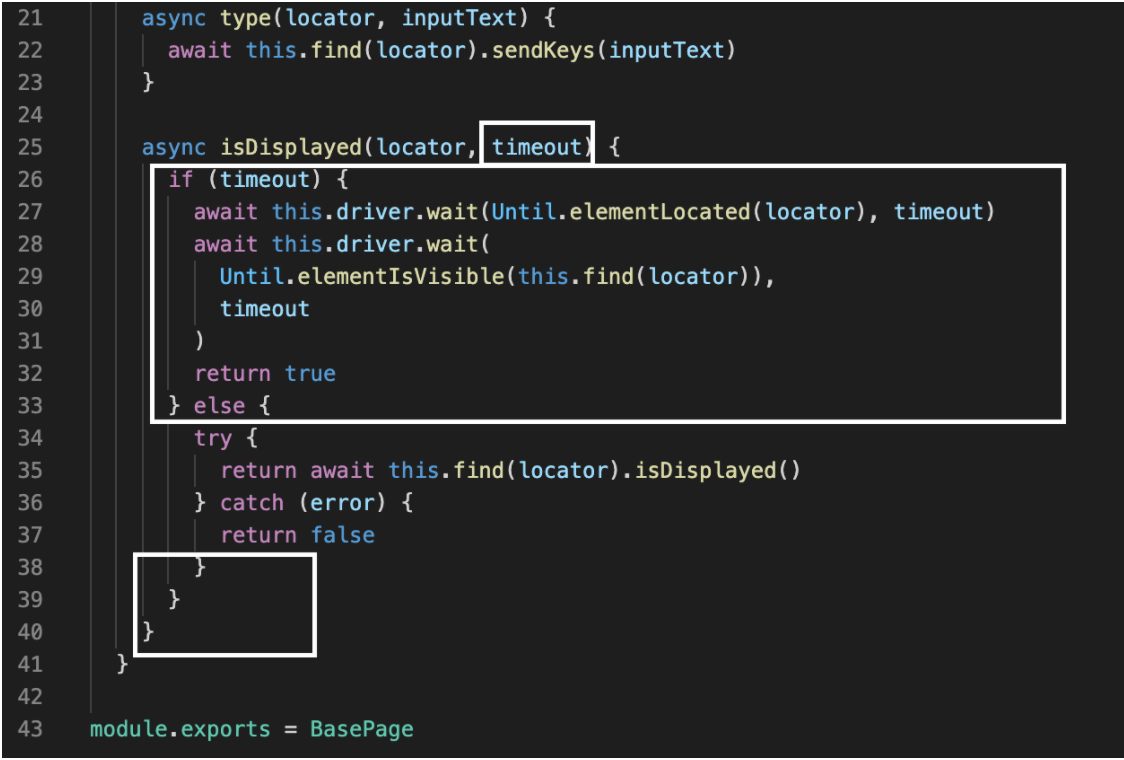 21 async type(locator, inputText) {
22 await this.find(locator).sendKeys(inputText)
23 }
24
25 async isDisplayed(locator, timeout) {
26 if (timeout) {
27 await this.driver.wait(Until.elementLocated(locator), timeout)
28 await this.driver.wait(
29 Until.elementIsVisible(this.find(locator)),
30 timeout
31 )
32 return true
33 } else {
34 try {
35 return await this.find(locator).isDisplayed()
36 } catch (error) {
37 return false
38 }
39 }
40 }
41 }
42
43 module.exports = BasePage